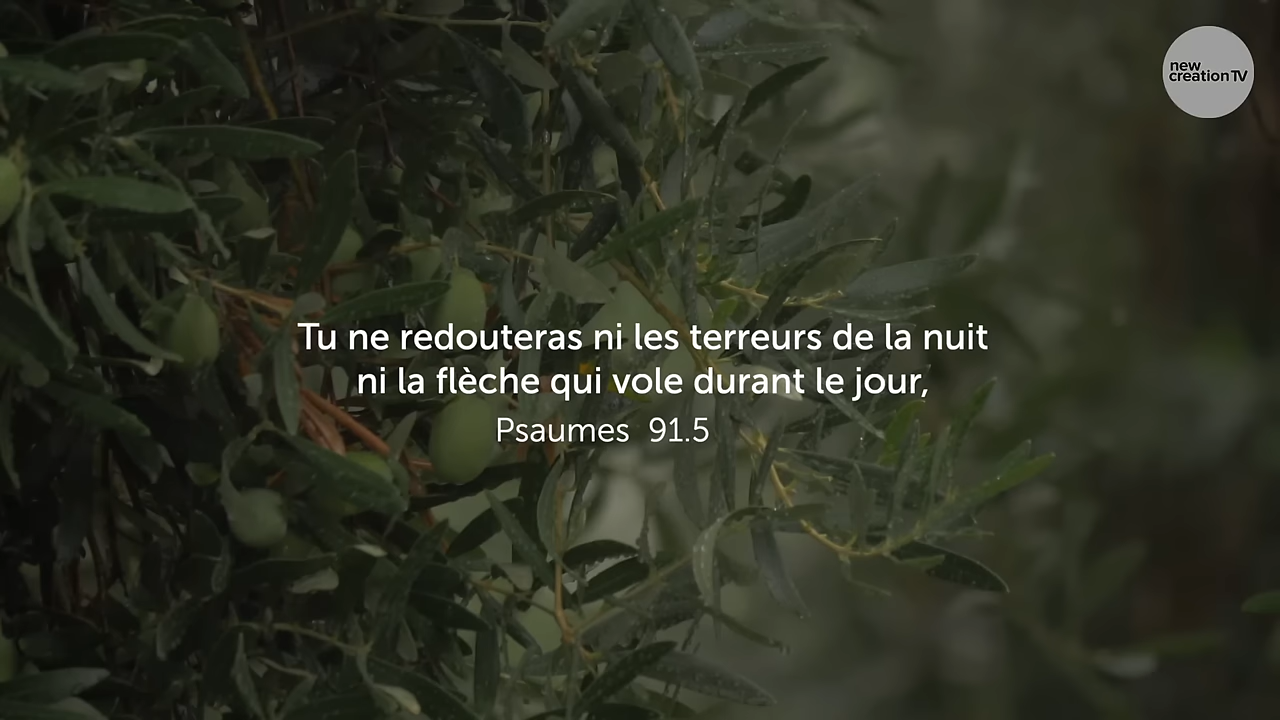 new
creation TV
Tu ne redouteras ni les terreurs de la nuit
ni la flèche qui vole durant le jour,
Psaumes 91.5